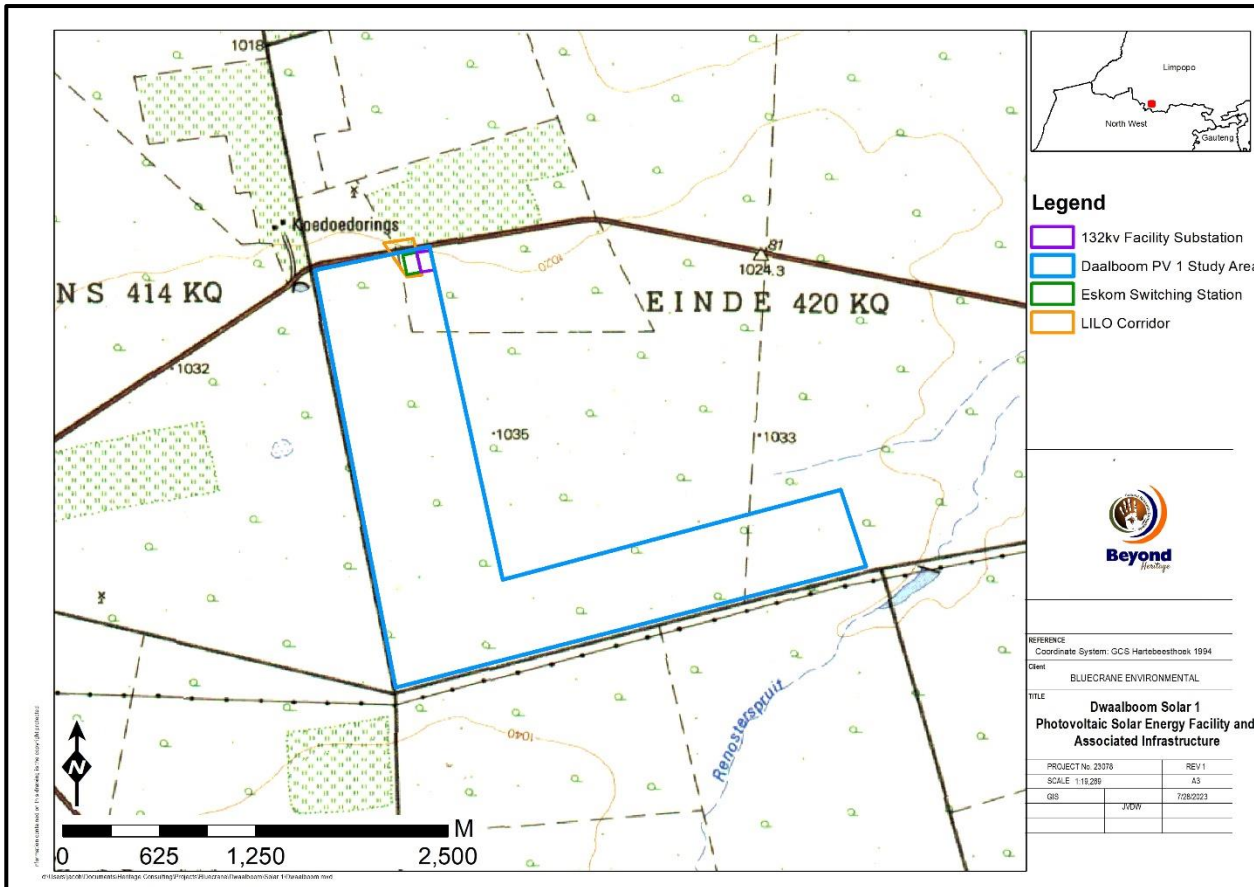 1018
Koedoedorings
NS 414 KQ
1020
81
1024.3
EINDE 420 KQ
1032
1035
1033
Renosterspruit
1040
N
0 625 1,250 2,500 M
Limpopo
North West
Gauteng
Legend
132kv Facility Substation
Daalboom PV 1 Study Area
Eskom Switching Station
LILO Corridor
Beyond
Heritage
REFERENCE
Coordinate System: GCS Hartebeesthoek 1994
Client
BLUECRANE ENVIRONMENTAL
TITLE
Dwaalboom Solar 1
Photovoltaic Solar Energy Facility and
Associated Infrastructure
PROJECT No. 23078 REV 1
SCALE 1:19,289 A3
GIS JVDW 7/28/2023